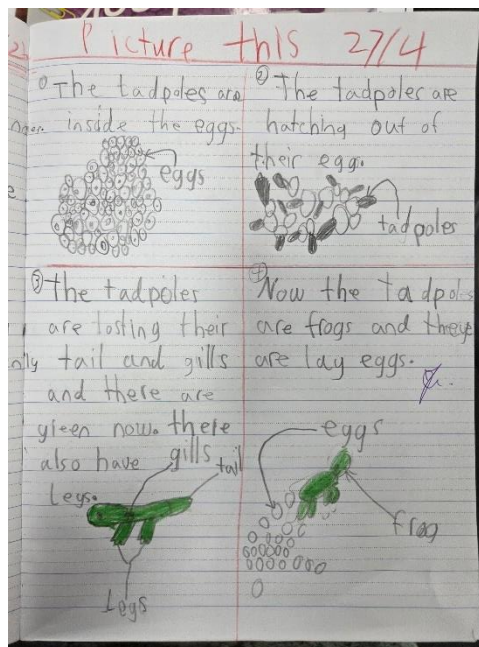 Picture this 27/4
① The tadpoles are
inside the eggs.
eggs
② The tadpoles are
hatching out of
their egg.
tadpoles
③ The tadpoles
are losting their
tail and gills
and there are
green now. there
also have
legs.
gills
tail
Legs
④ Now the tadpoles
are frogs and
are lay eggs.
eggs
frog